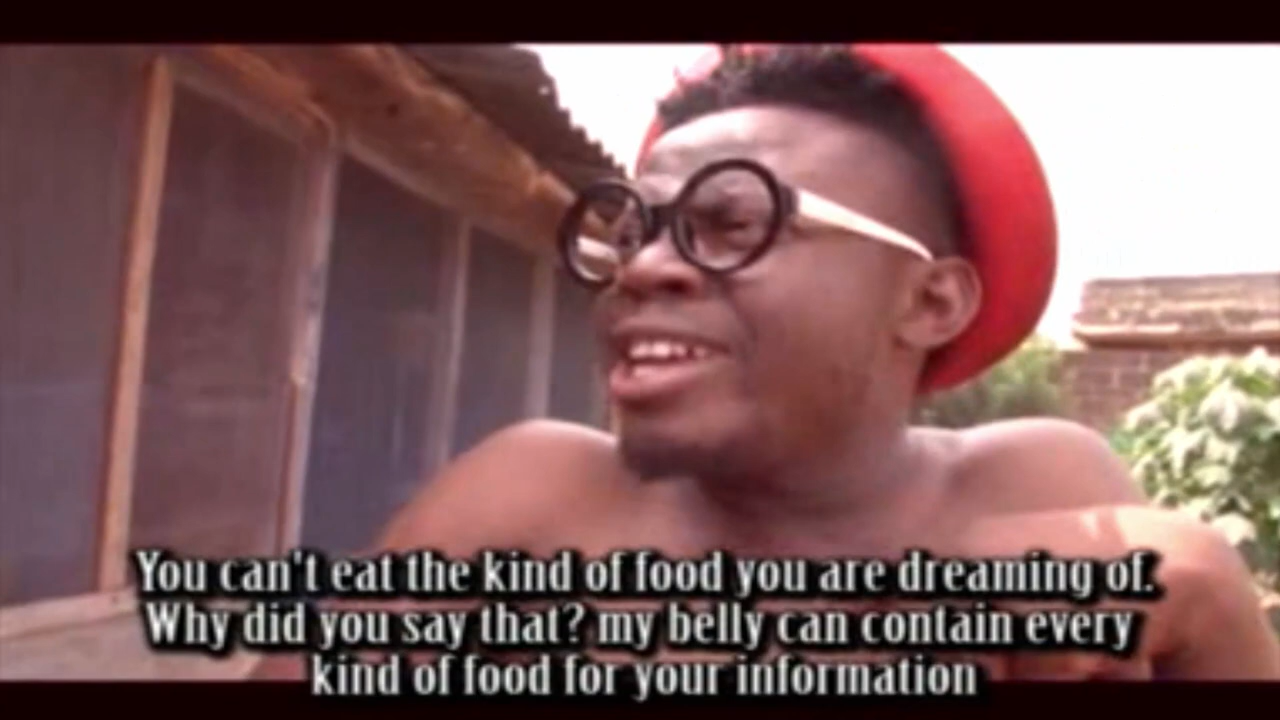 You can't eat the kind of food you are dreaming of.
Why did you say that? my belly can contain every
kind of food for your information